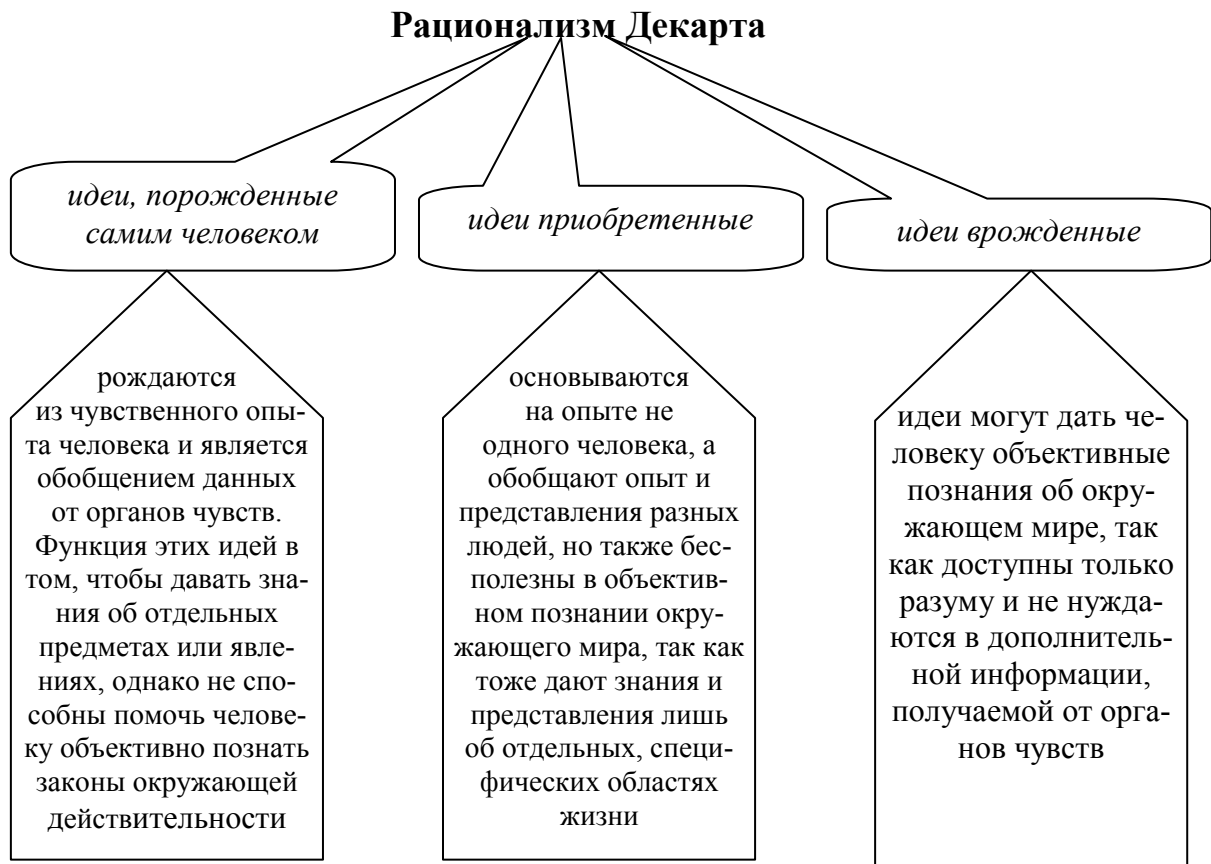 Рационализм Декарта
идеи, порожденные
самим человеком
идеи приобретенные
идеи врожденные
рождаются
из чувственного опы-
та человека и является
обобщением данных
от органов чувств.
Функция этих идей в
том, чтобы давать зна-
ния об отдельных
предметах или явле-
ниях, однако не спо-
собны помочь челове-
ку объективно познать
законы окружающей
действительности
основываются
на опыте не
одного человека, а
обобщают опыт и
представления разных
людей, но также бес-
полезны в объектив-
ном познании окру-
жающего мира, так как
тоже дают знания и
представления лишь
об отдельных, специ-
фических областях
жизни
идеи могут дать че-
ловеку объективные
познания об окру-
жающем мире, так
как доступны только
разуму и не нужда-
ются в дополнитель-
ной информации,
получаемой от орга-
нов чувств